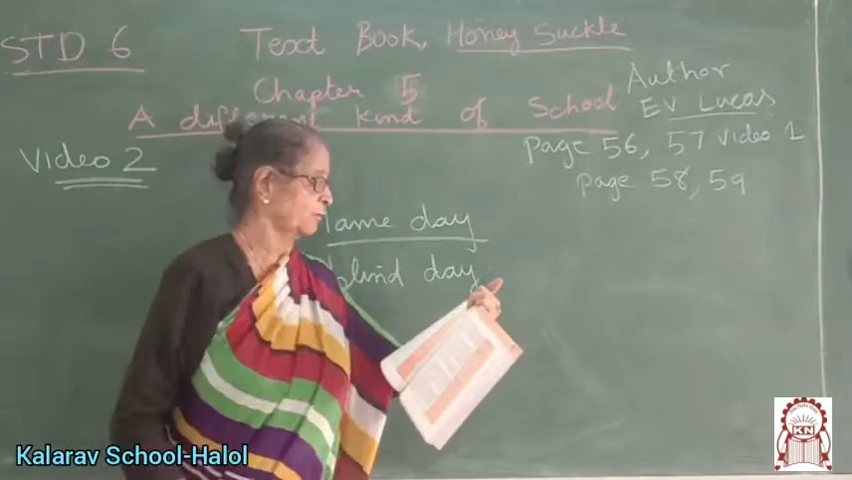 STD 6
Text Book, Honey Suckle
Chapter 5
A different kind of School
Author
EV Lucas
Page 56, 57 video 1
page 58, 59
Video 2
lame day
blind day
Kalarav School-Halol
KN